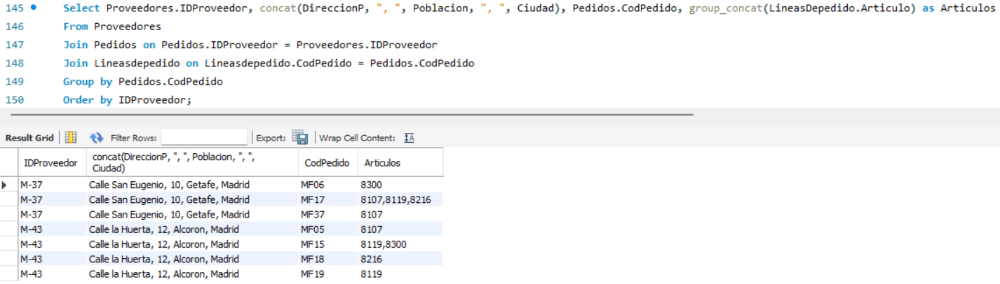 145 Select Proveedores.IDProveedor, concat(DireccionP, ", ", Poblacion, ", ", Ciudad), Pedidos.CodPedido, group_concat(LineasDepedido.Articulo) as Articulos
146 From Proveedores
147 Join Pedidos on Pedidos.IDProveedor = Proveedores.IDProveedor
148 Join Lineasdepedido on Lineasdepedido.CodPedido = Pedidos.CodPedido
149 Group by Pedidos.CodPedido
150 Order by IDProveedor;
Result Grid Filter Rows: Export: Wrap Cell Content:
IDProveedor concat(DireccionP, ", ", Poblacion, ", ", Ciudad) CodPedido Articulos
M-37 Calle San Eugenio, 10, Getafe, Madrid MF06 8300
M-37 Calle San Eugenio, 10, Getafe, Madrid MF17 8107,8119,8216
M-37 Calle San Eugenio, 10, Getafe, Madrid MF37 8107
M-43 Calle la Huerta, 12, Alcoron, Madrid MF05 8107
M-43 Calle la Huerta, 12, Alcoron, Madrid MF15 8119,8300
M-43 Calle la Huerta, 12, Alcoron, Madrid MF18 8216
M-43 Calle la Huerta, 12, Alcoron, Madrid MF19 8119